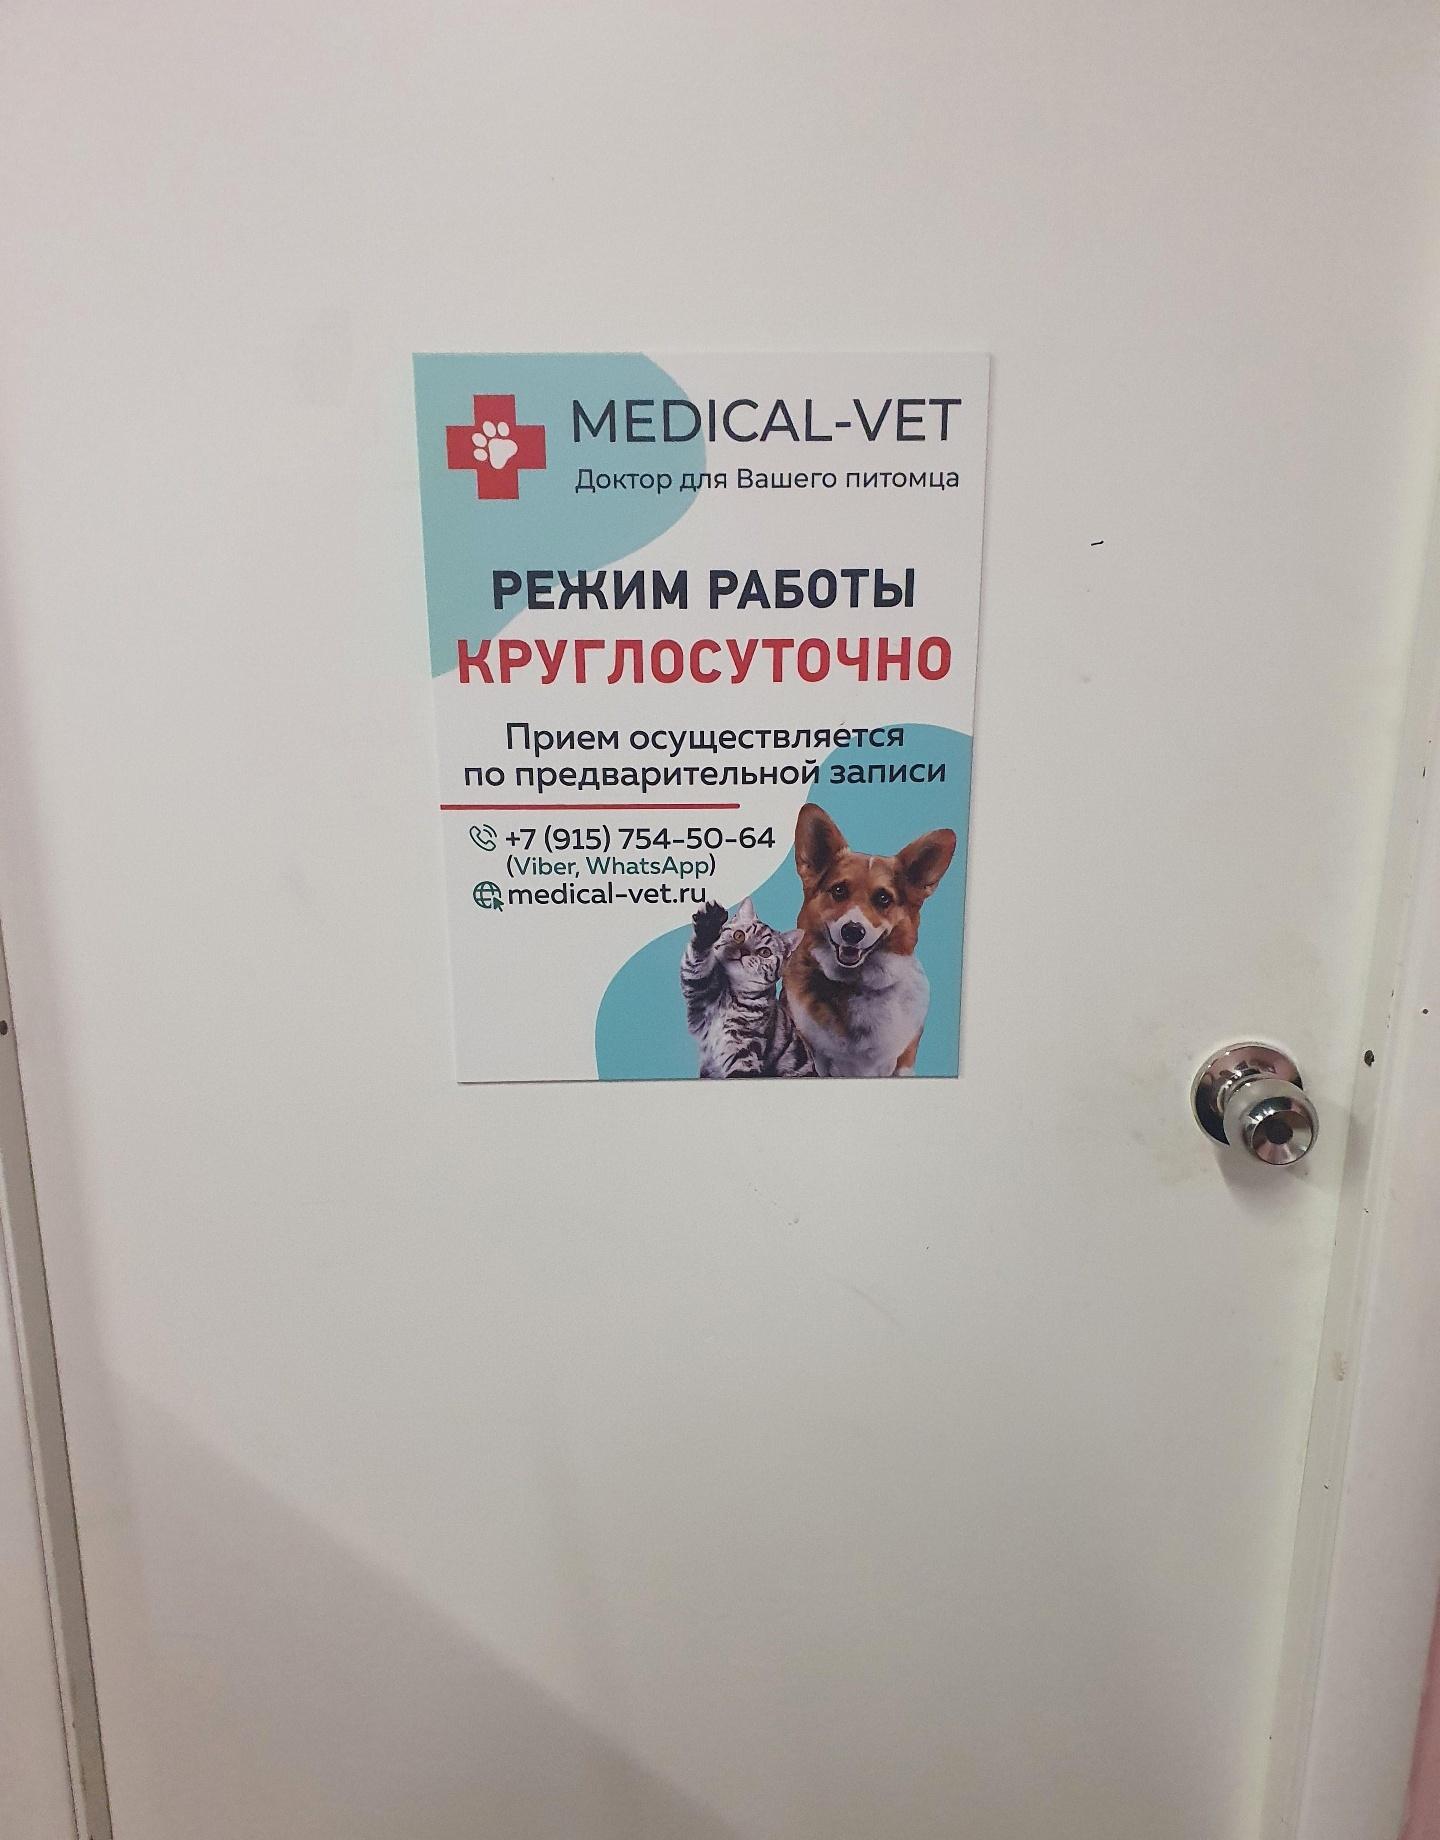 MEDICAL-VET
Доктор для Вашего питомца
РЕЖИМ РАБОТЫ
КРУГЛОСУТОЧНО
Прием осуществляется
по предварительной записи
+7 (915) 754-50-64
(Viber, WhatsApp)
medical-vet.ru